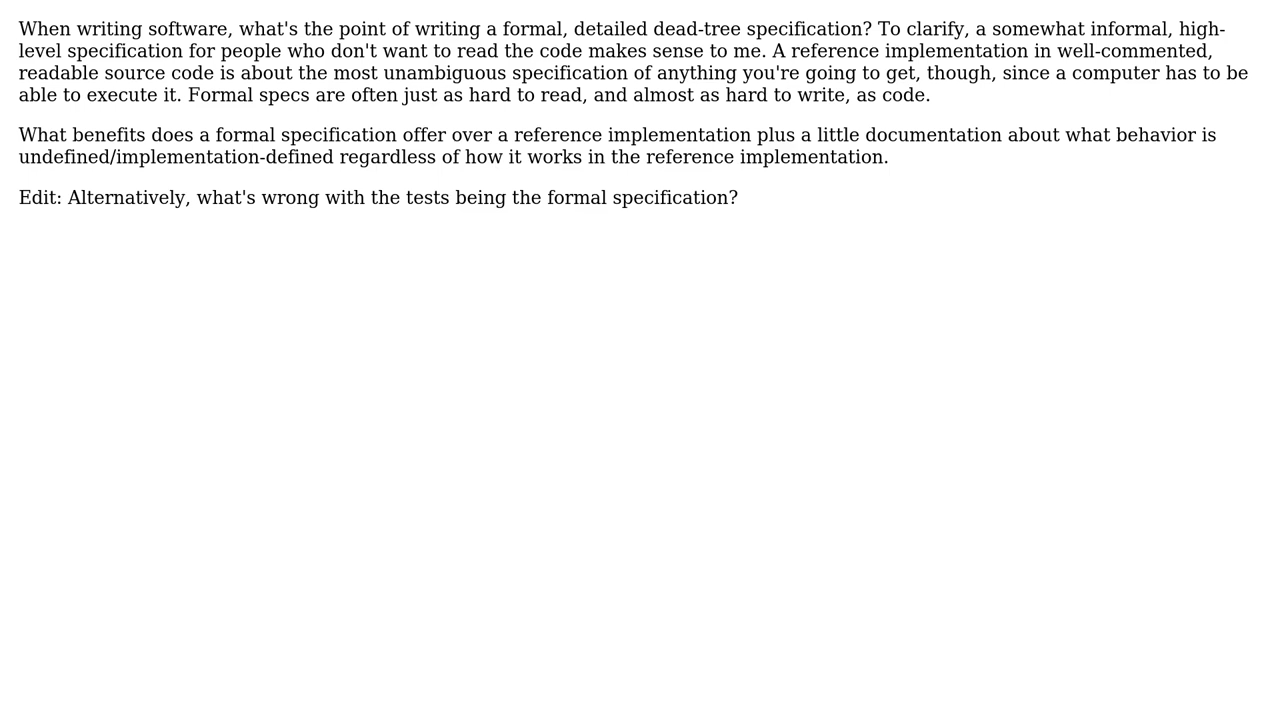 When writing software, what's the point of writing a formal, detailed dead-tree specification? To clarify, a somewhat informal, high-
level specification for people who don't want to read the code makes sense to me. A reference implementation in well-commented,
readable source code is about the most unambiguous specification of anything you're going to get, though, since a computer has to be
able to execute it. Formal specs are often just as hard to read, and almost as hard to write, as code.
What benefits does a formal specification offer over a reference implementation plus a little documentation about what behavior is
undefined/implementation-defined regardless of how it works in the reference implementation.
Edit: Alternatively, what's wrong with the tests being the formal specification?